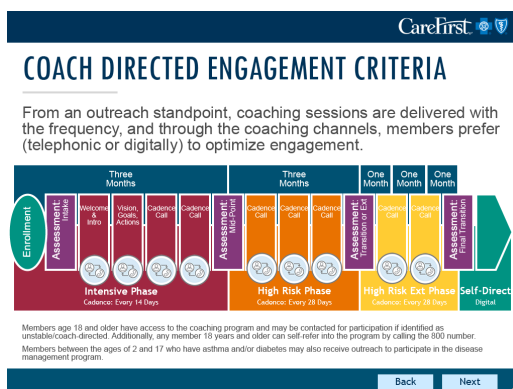 CareFirst
COACH DIRECTED ENGAGEMENT CRITERIA
From an outreach standpoint, coaching sessions are delivered with
the frequency, and through the coaching channels, members prefer
(telephonic or digitally) to optimize engagement.
Three
Months
Three
Months
One
Month
One
Month
One
Month
Enrollment
Assessment:
Intake
Welcome
&
Intro
Vision,
Goals,
Actions
Cadence
Call
Cadence
Call
Assessment:
Mid-Point
Cadence
Call
Cadence
Call
Cadence
Call
Assessment:
Transition or Ext
Cadence
Call
Cadence
Call
Assessment:
Final Transition
Intensive Phase
Cadence: Every 14 Days
High Risk Phase
Cadence: Every 28 Days
High Risk Ext Phase
Cadence: Every 28 Days
Self-Direct
Digital
Members age 18 and older have access to the coaching program and may be contacted for participation if identified as
unstable/coach-directed. Additionally, any member 18 years and older can self-refer into the program by calling the 800 number.
Members between the ages of 2 and 17 who have asthma and/or diabetes may also receive outreach to participate in the disease
management program.
Back
Next